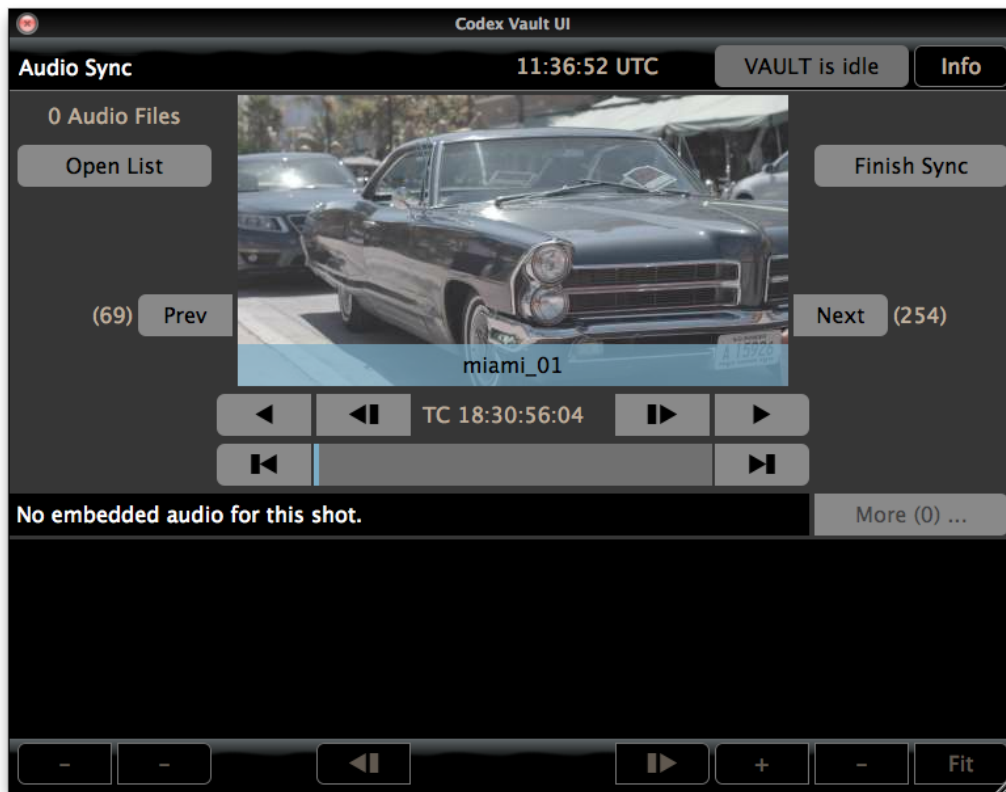 Codex Vault UI
Audio Sync 11:36:52 UTC VAULT is idle Info
0 Audio Files
Open List Finish Sync
(69) Prev Next (254)
miami_01
TC 18:30:56:04
No embedded audio for this shot. More (0) ...
- - + - Fit